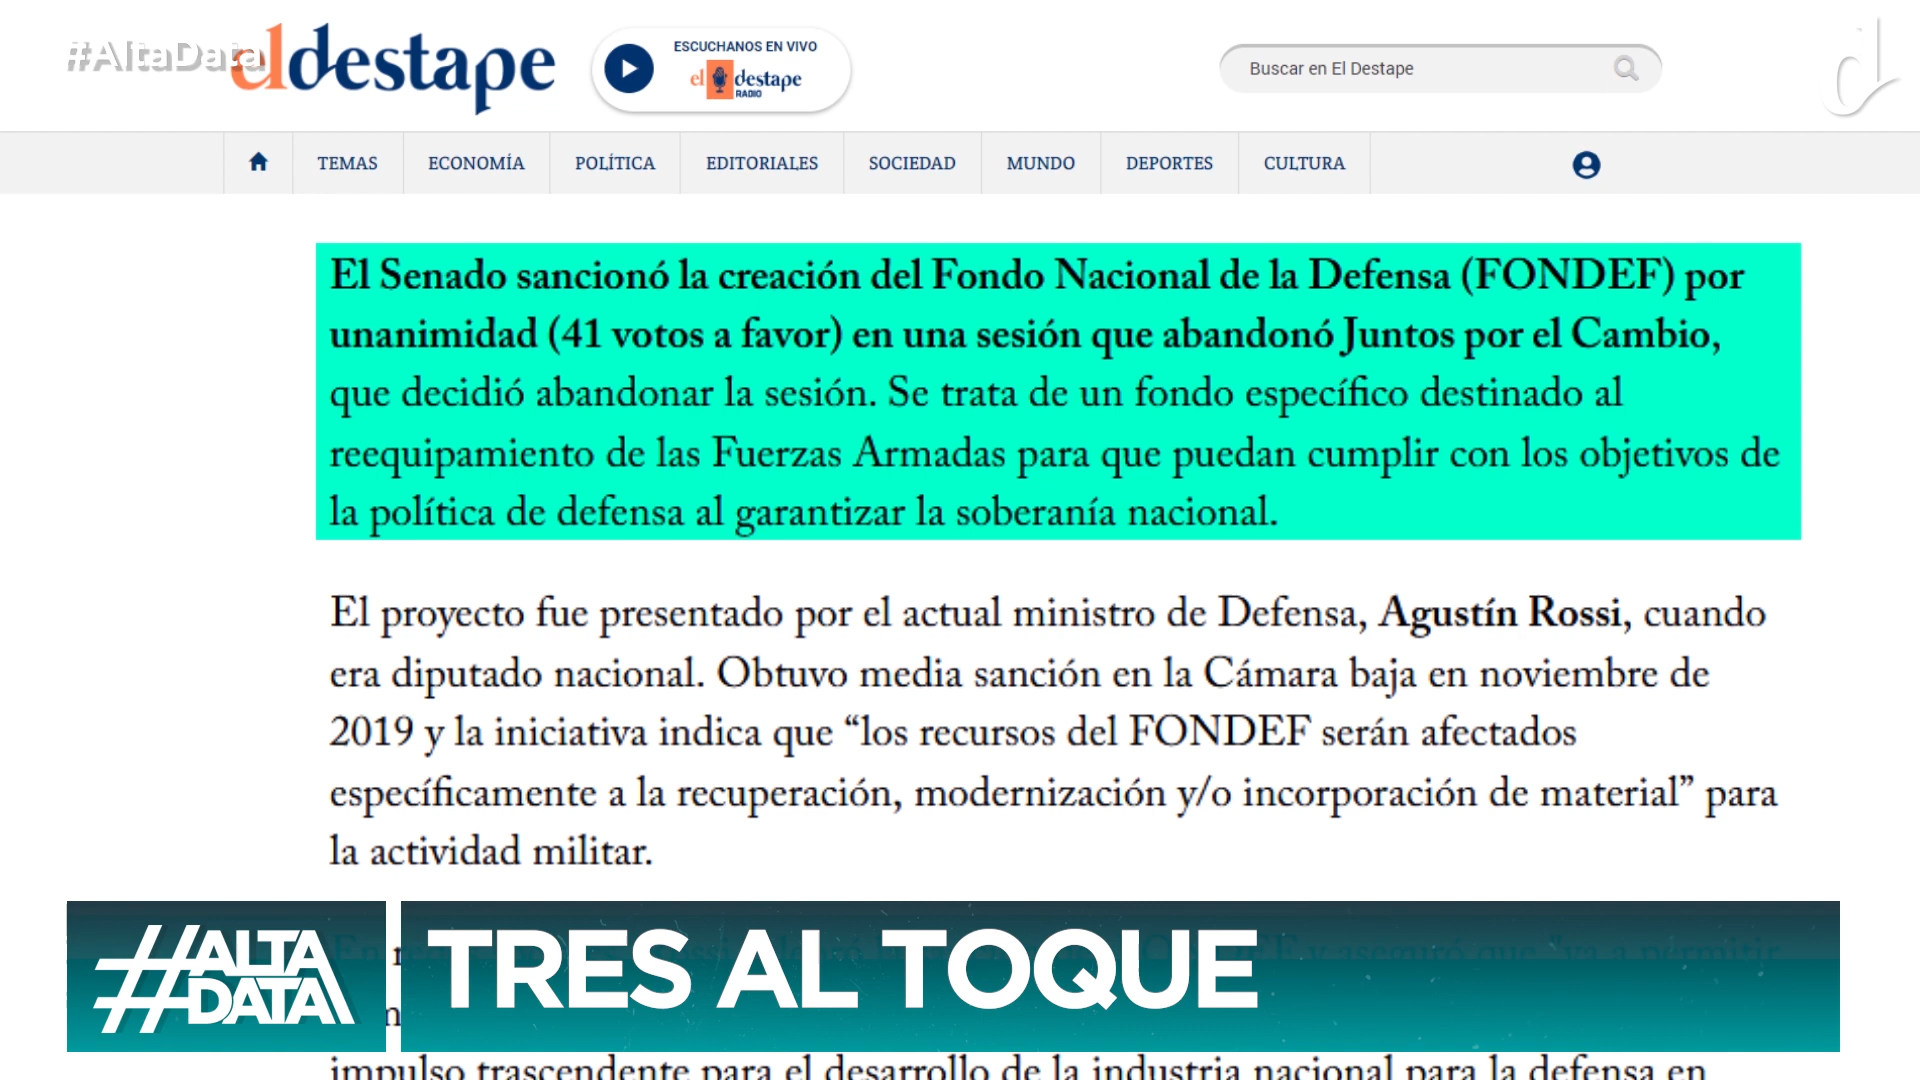 #AltaData
eldestape
ESCUCHANOS EN VIVO
el destape
RADIO
Buscar en El Destape
d
TEMAS
ECONOMÍA
POLÍTICA
EDITORIALES
SOCIEDAD
MUNDO
DEPORTES
CULTURA
El Senado sancionó la creación del Fondo Nacional de la Defensa (FONDEF) por
unanimidad (41 votos a favor) en una sesión que abandonó Juntos por el Cambio,
que decidió abandonar la sesión. Se trata de un fondo específico destinado al
reequipamiento de las Fuerzas Armadas para que puedan cumplir con los objetivos de
la política de defensa al garantizar la soberanía nacional.
El proyecto fue presentado por el actual ministro de Defensa, Agustín Rossi, cuando
era diputado nacional. Obtuvo media sanción en la Cámara baja en noviembre de
2019 y la iniciativa indica que “los recursos del FONDEF serán afectados
específicamente a la recuperación, modernización y/o incorporación de material” para
la actividad militar.
y aseguró que "va a permitir
#ALTA
DATA
TRES AL TOQUE
impulso trascendente para el desarrollo de la industria nacional para la defensa en